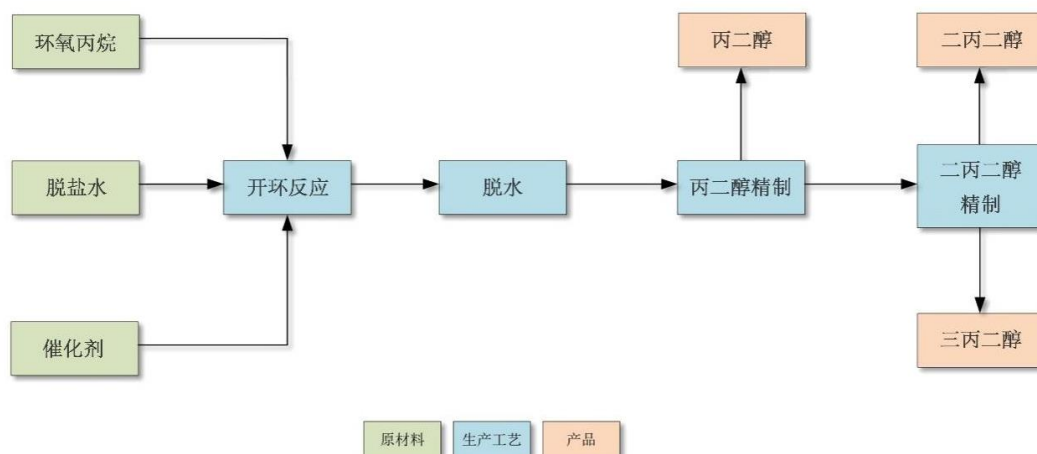 环氧丙烷
丙二醇
二丙二醇
脱盐水
开环反应
脱水
丙二醇精制
二丙二醇
精制
催化剂
三丙二醇
原材料
生产工艺
产品